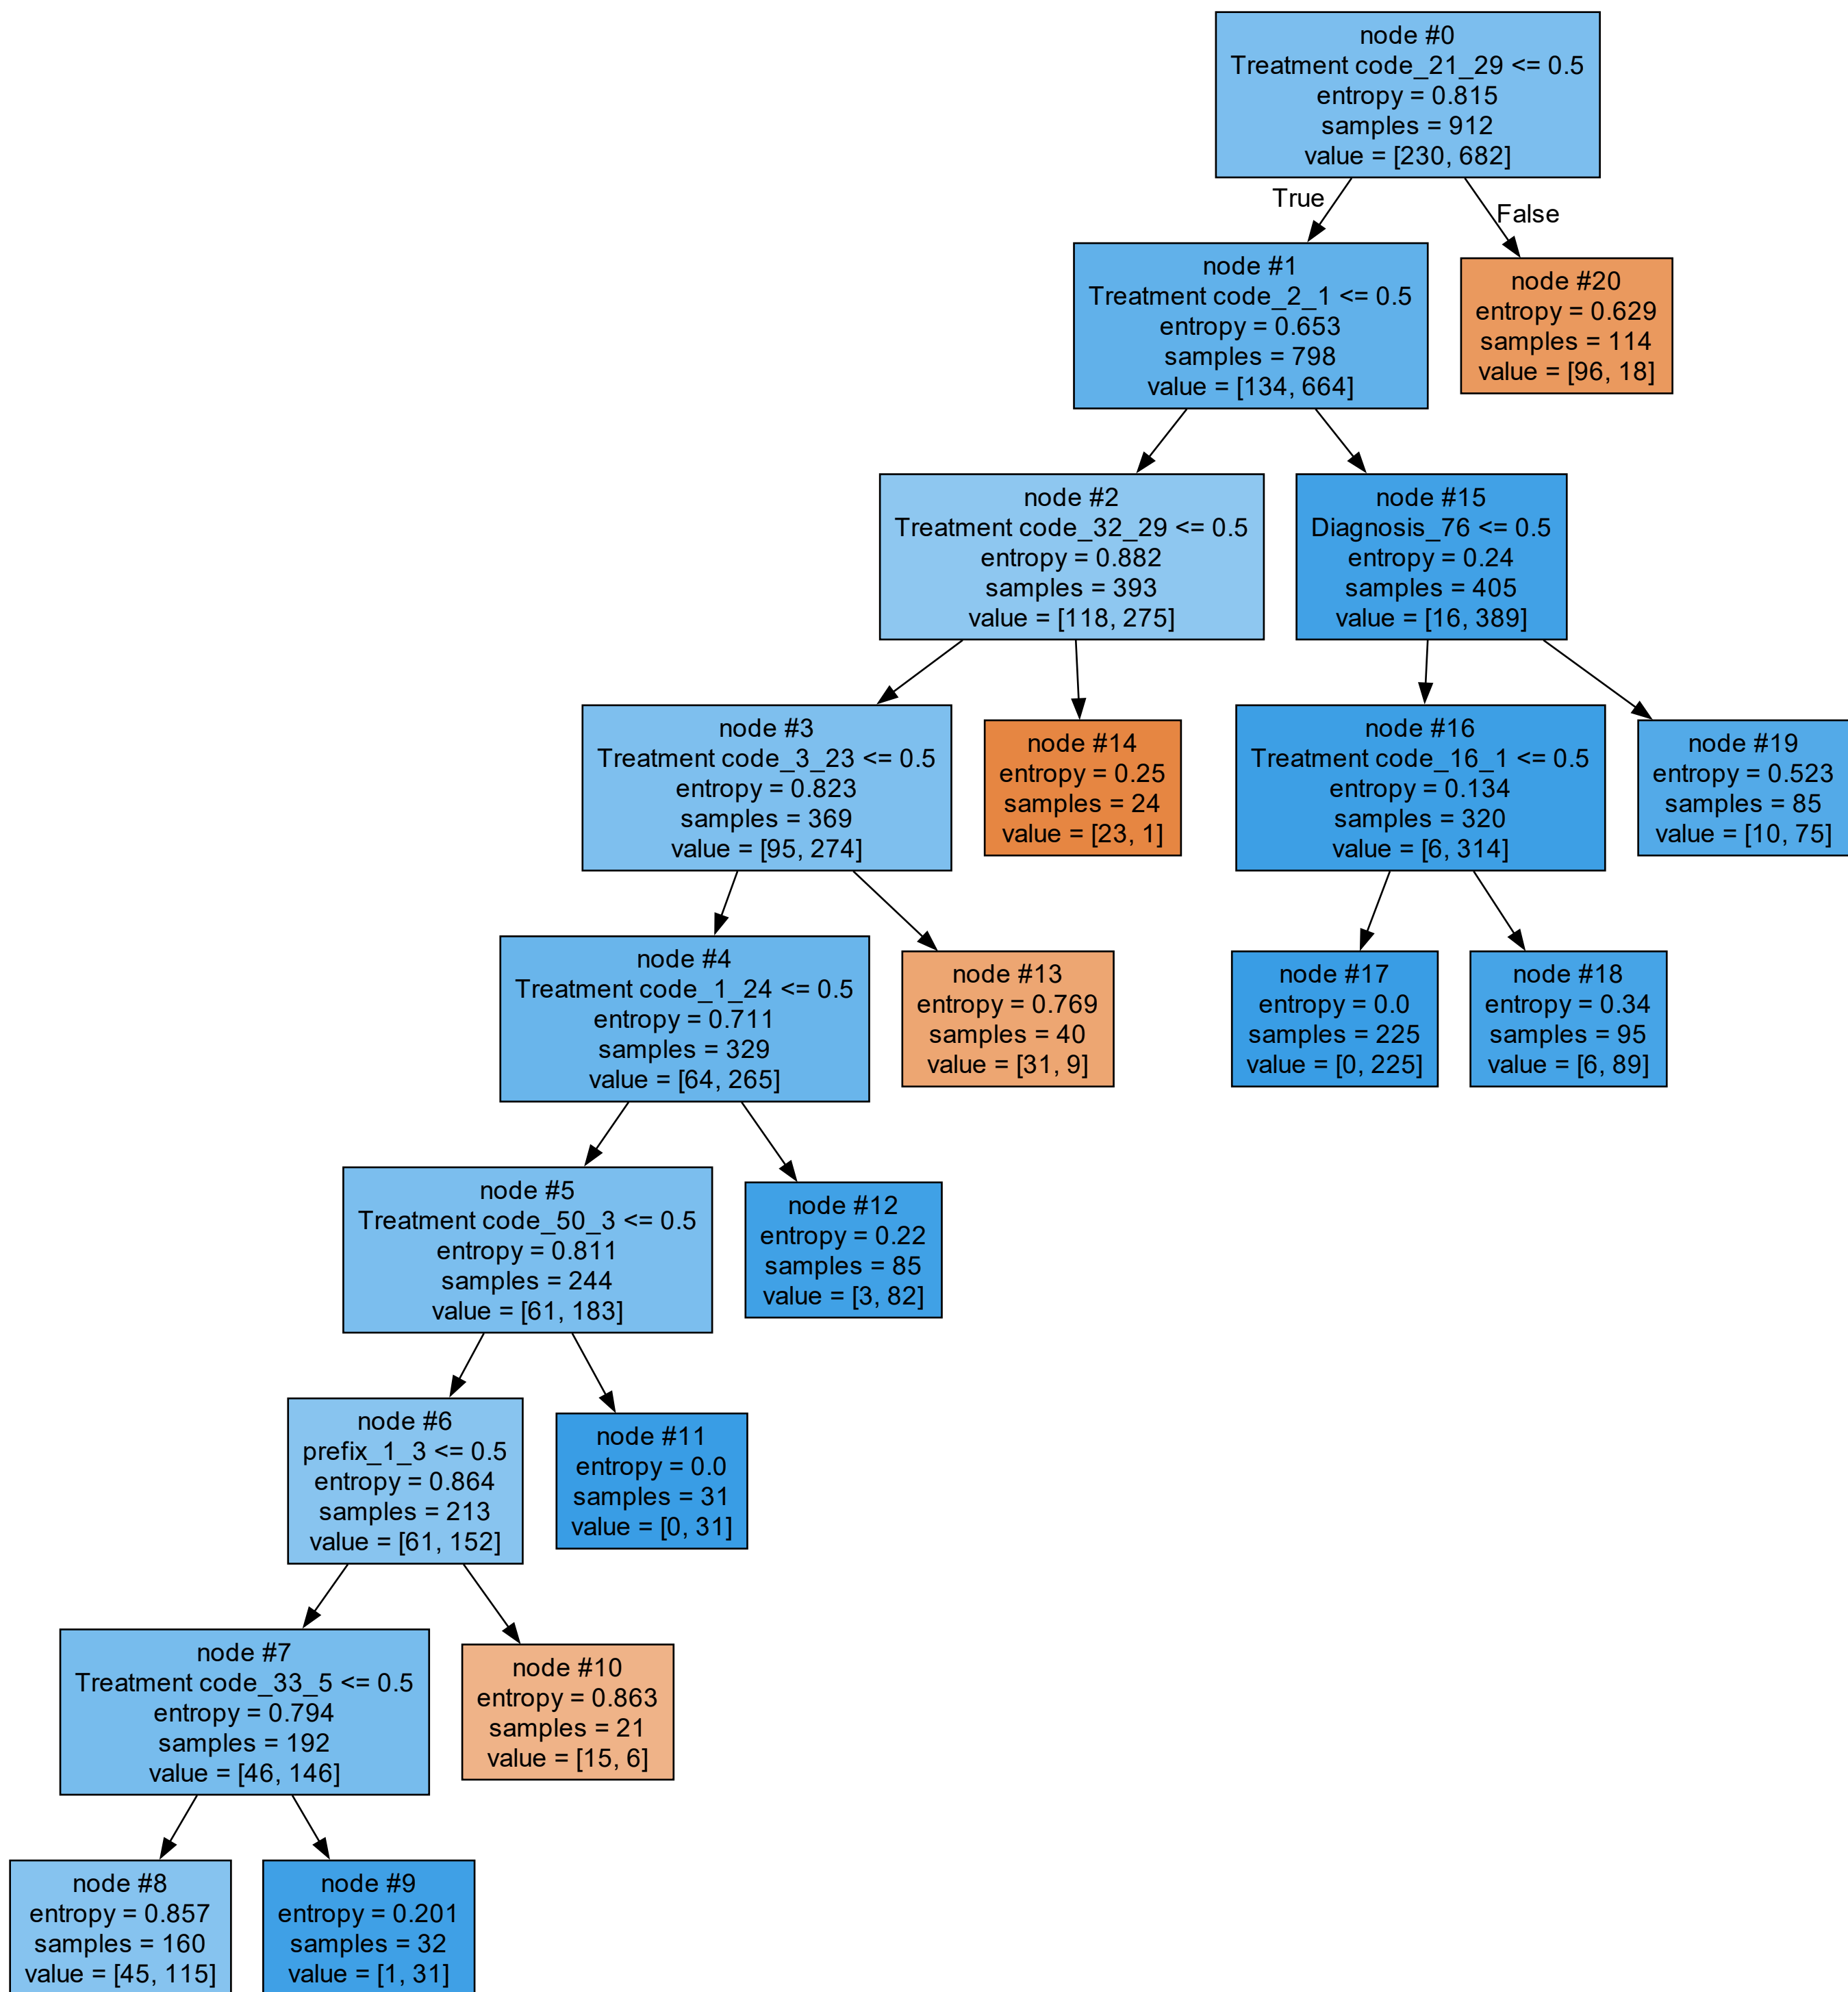 node #0
Treatment code_21_29 <= 0.5
entropy = 0.815
samples = 912
value = [230, 682]
True
False
node #1
Treatment code_2_1 <= 0.5
entropy = 0.653
samples = 798
value = [134, 664]
node #20
entropy = 0.629
samples = 114
value = [96, 18]
node #2
Treatment code_32_29 <= 0.5
entropy = 0.882
samples = 393
value = [118, 275]
node #15
Diagnosis_76 <= 0.5
entropy = 0.24
samples = 405
value = [16, 389]
node #3
Treatment code_3_23 <= 0.5
entropy = 0.823
samples = 369
value = [95, 274]
node #14
entropy = 0.25
samples = 24
value = [23, 1]
node #16
Treatment code_16_1 <= 0.5
entropy = 0.134
samples = 320
value = [6, 314]
node #19
entropy = 0.523
samples = 85
value = [10, 75]
node #4
Treatment code_1_24 <= 0.5
entropy = 0.711
samples = 329
value = [64, 265]
node #13
entropy = 0.769
samples = 40
value = [31, 9]
node #17
entropy = 0.0
samples = 225
value = [0, 225]
node #18
entropy = 0.34
samples = 95
value = [6, 89]
node #5
Treatment code_50_3 <= 0.5
entropy = 0.811
samples = 244
value = [61, 183]
node #12
entropy = 0.22
samples = 85
value = [3, 82]
node #6
prefix_1_3 <= 0.5
entropy = 0.864
samples = 213
value = [61, 152]
node #11
entropy = 0.0
samples = 31
value = [0, 31]
node #7
Treatment code_33_5 <= 0.5
entropy = 0.794
samples = 192
value = [46, 146]
node #10
entropy = 0.863
samples = 21
value = [15, 6]
node #8
entropy = 0.857
samples = 160
value = [45, 115]
node #9
entropy = 0.201
samples = 32
value = [1, 31]